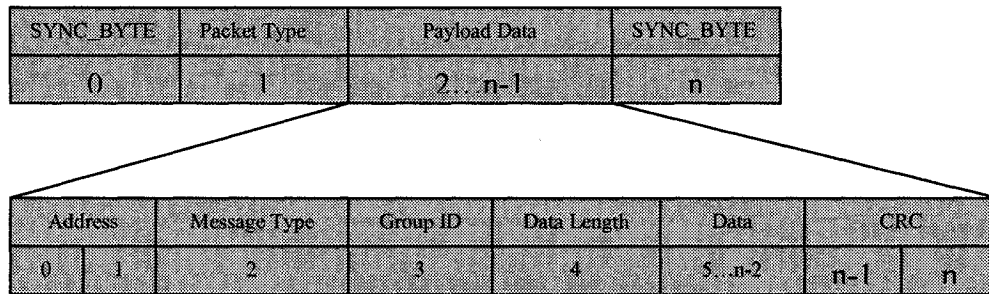 SYNC_BYTE Packet Type Payload Data SYNC_BYTE
0 1 2…n-1 n
Address Message Type Group ID Data Length Data CRC
0 1 2 3 4 5…n-2 n-1 n